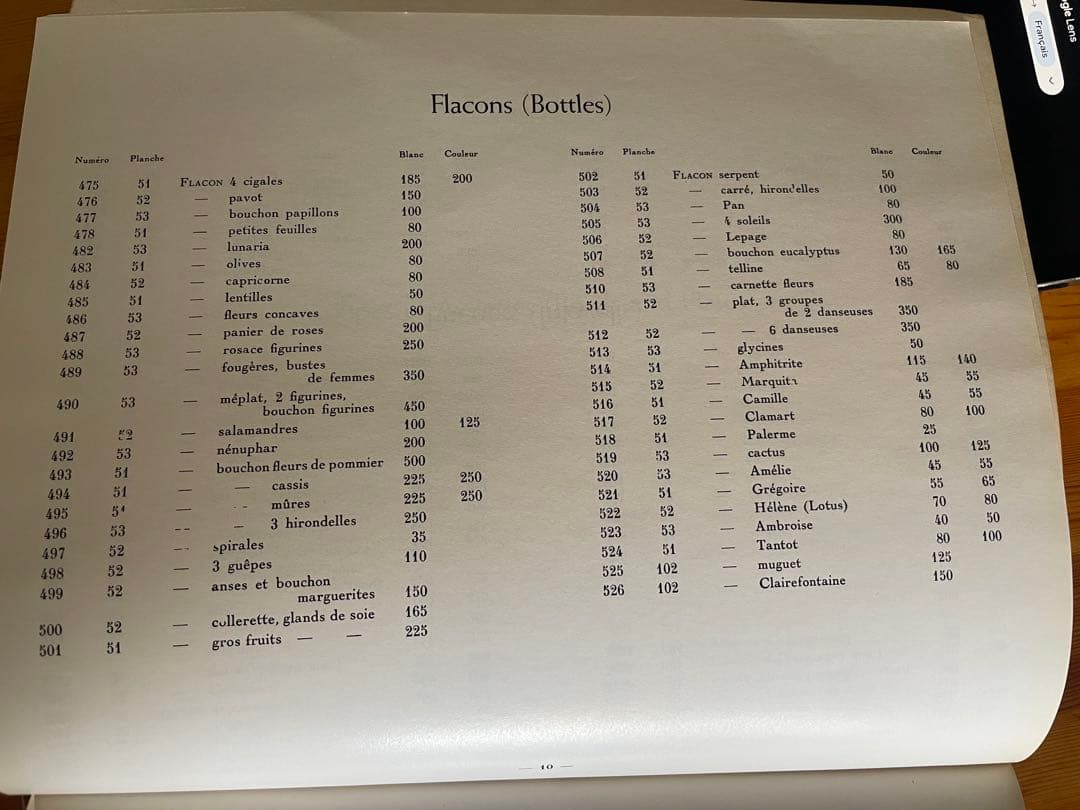 Flacons (Bottles)
Numéro Planche Blanc Couleur
475 51 FLACON 4 cigales 185 200
476 52 — pavot 150
477 53 — bouchon papillons 100
478 51 — petites feuilles 80
482 53 — lunaria 200
483 51 — olives 80
484 52 — capricorne 80
485 51 — lentilles 50
486 53 — fleurs concaves 80
487 52 — panier de roses 200
488 53 — rosace figurines 250
489 53 — fougères, bustes
de femmes 350
490 53 — méplat, 2 figurines,
bouchon figurines 450
491 52 — salamandres 100 125
492 53 — nénuphar 200
493 51 — bouchon fleurs de pommier 500
494 51 — — cassis 225 250
495 51 — — mûres 225 250
496 53 — — 3 hirondelles 250
497 52 — spirales 35
498 52 — 3 guêpes 110
499 52 — anses et bouchon
marguerites 150
500 52 — collerette, glands de soie 165
501 51 — gros fruits — — 225
Numéro Planche Blanc Couleur
502 51 FLACON serpent 50
503 52 — carré, hirondelles 100
504 53 — Pan 80
505 53 — 4 soleils 300
506 52 — Lepage 80
507 52 — bouchon eucalyptus 130 165
508 51 — telline 65 80
510 53 — carnette fleurs 185
511 52 — plat, 3 groupes
de 2 danseuses 350
512 52 — — 6 danseuses 350
513 53 — glycines 50
514 51 — Amphitrite 115 140
515 52 — Marquita 45 55
516 51 — Camille 45 55
517 52 — Clamart 80 100
518 51 — Palerme 25
519 53 — cactus 100 125
520 53 — Amélie 45 55
521 51 — Grégoire 55 65
522 52 — Hélène (Lotus) 70 80
523 53 — Ambroise 40 50
524 51 — Tantot 80 100
525 102 — muguet 125
526 102 — Clairefontaine 150
— 10 —
Français
gle Lens